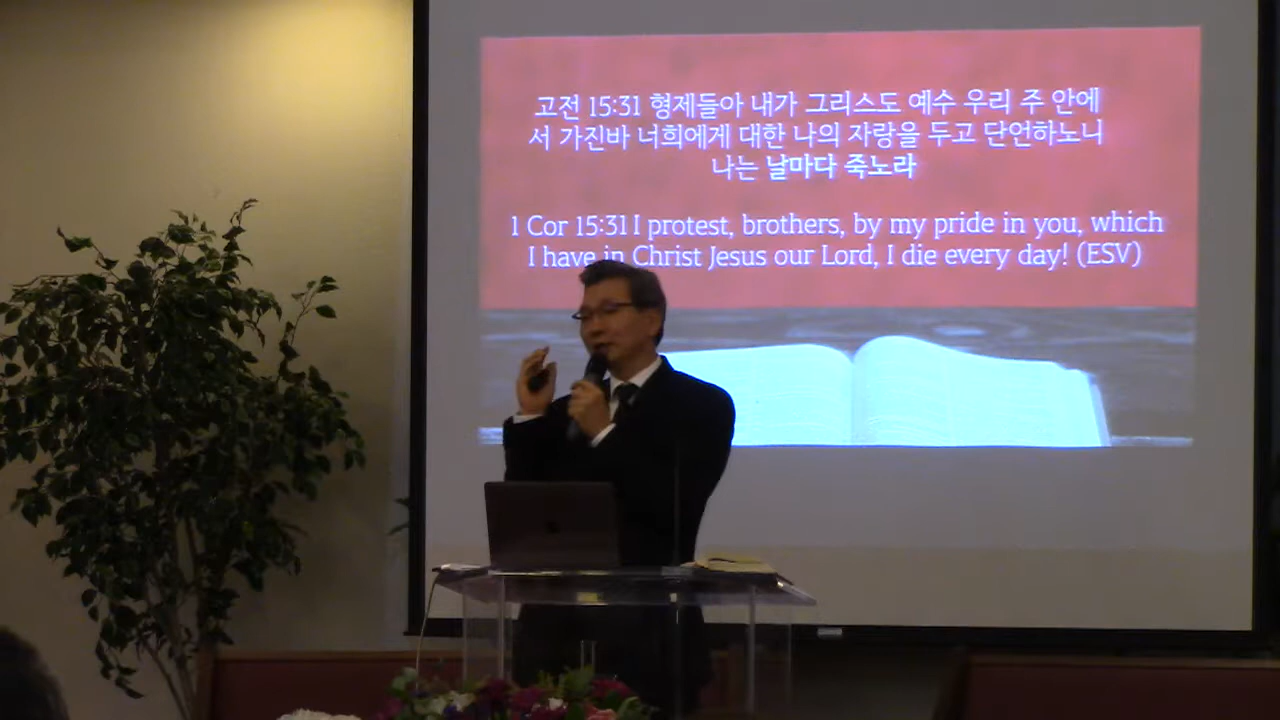 고전 15:31 형제들아 내가 그리스도 예수 우리 주 안에
서 가진바 너희에게 대한 나의 자랑을 두고 단언하노니
나는 날마다 죽노라
1 Cor 15:31 I protest, brothers, by my pride in you, which
I have in Christ Jesus our Lord, I die every day! (ESV)